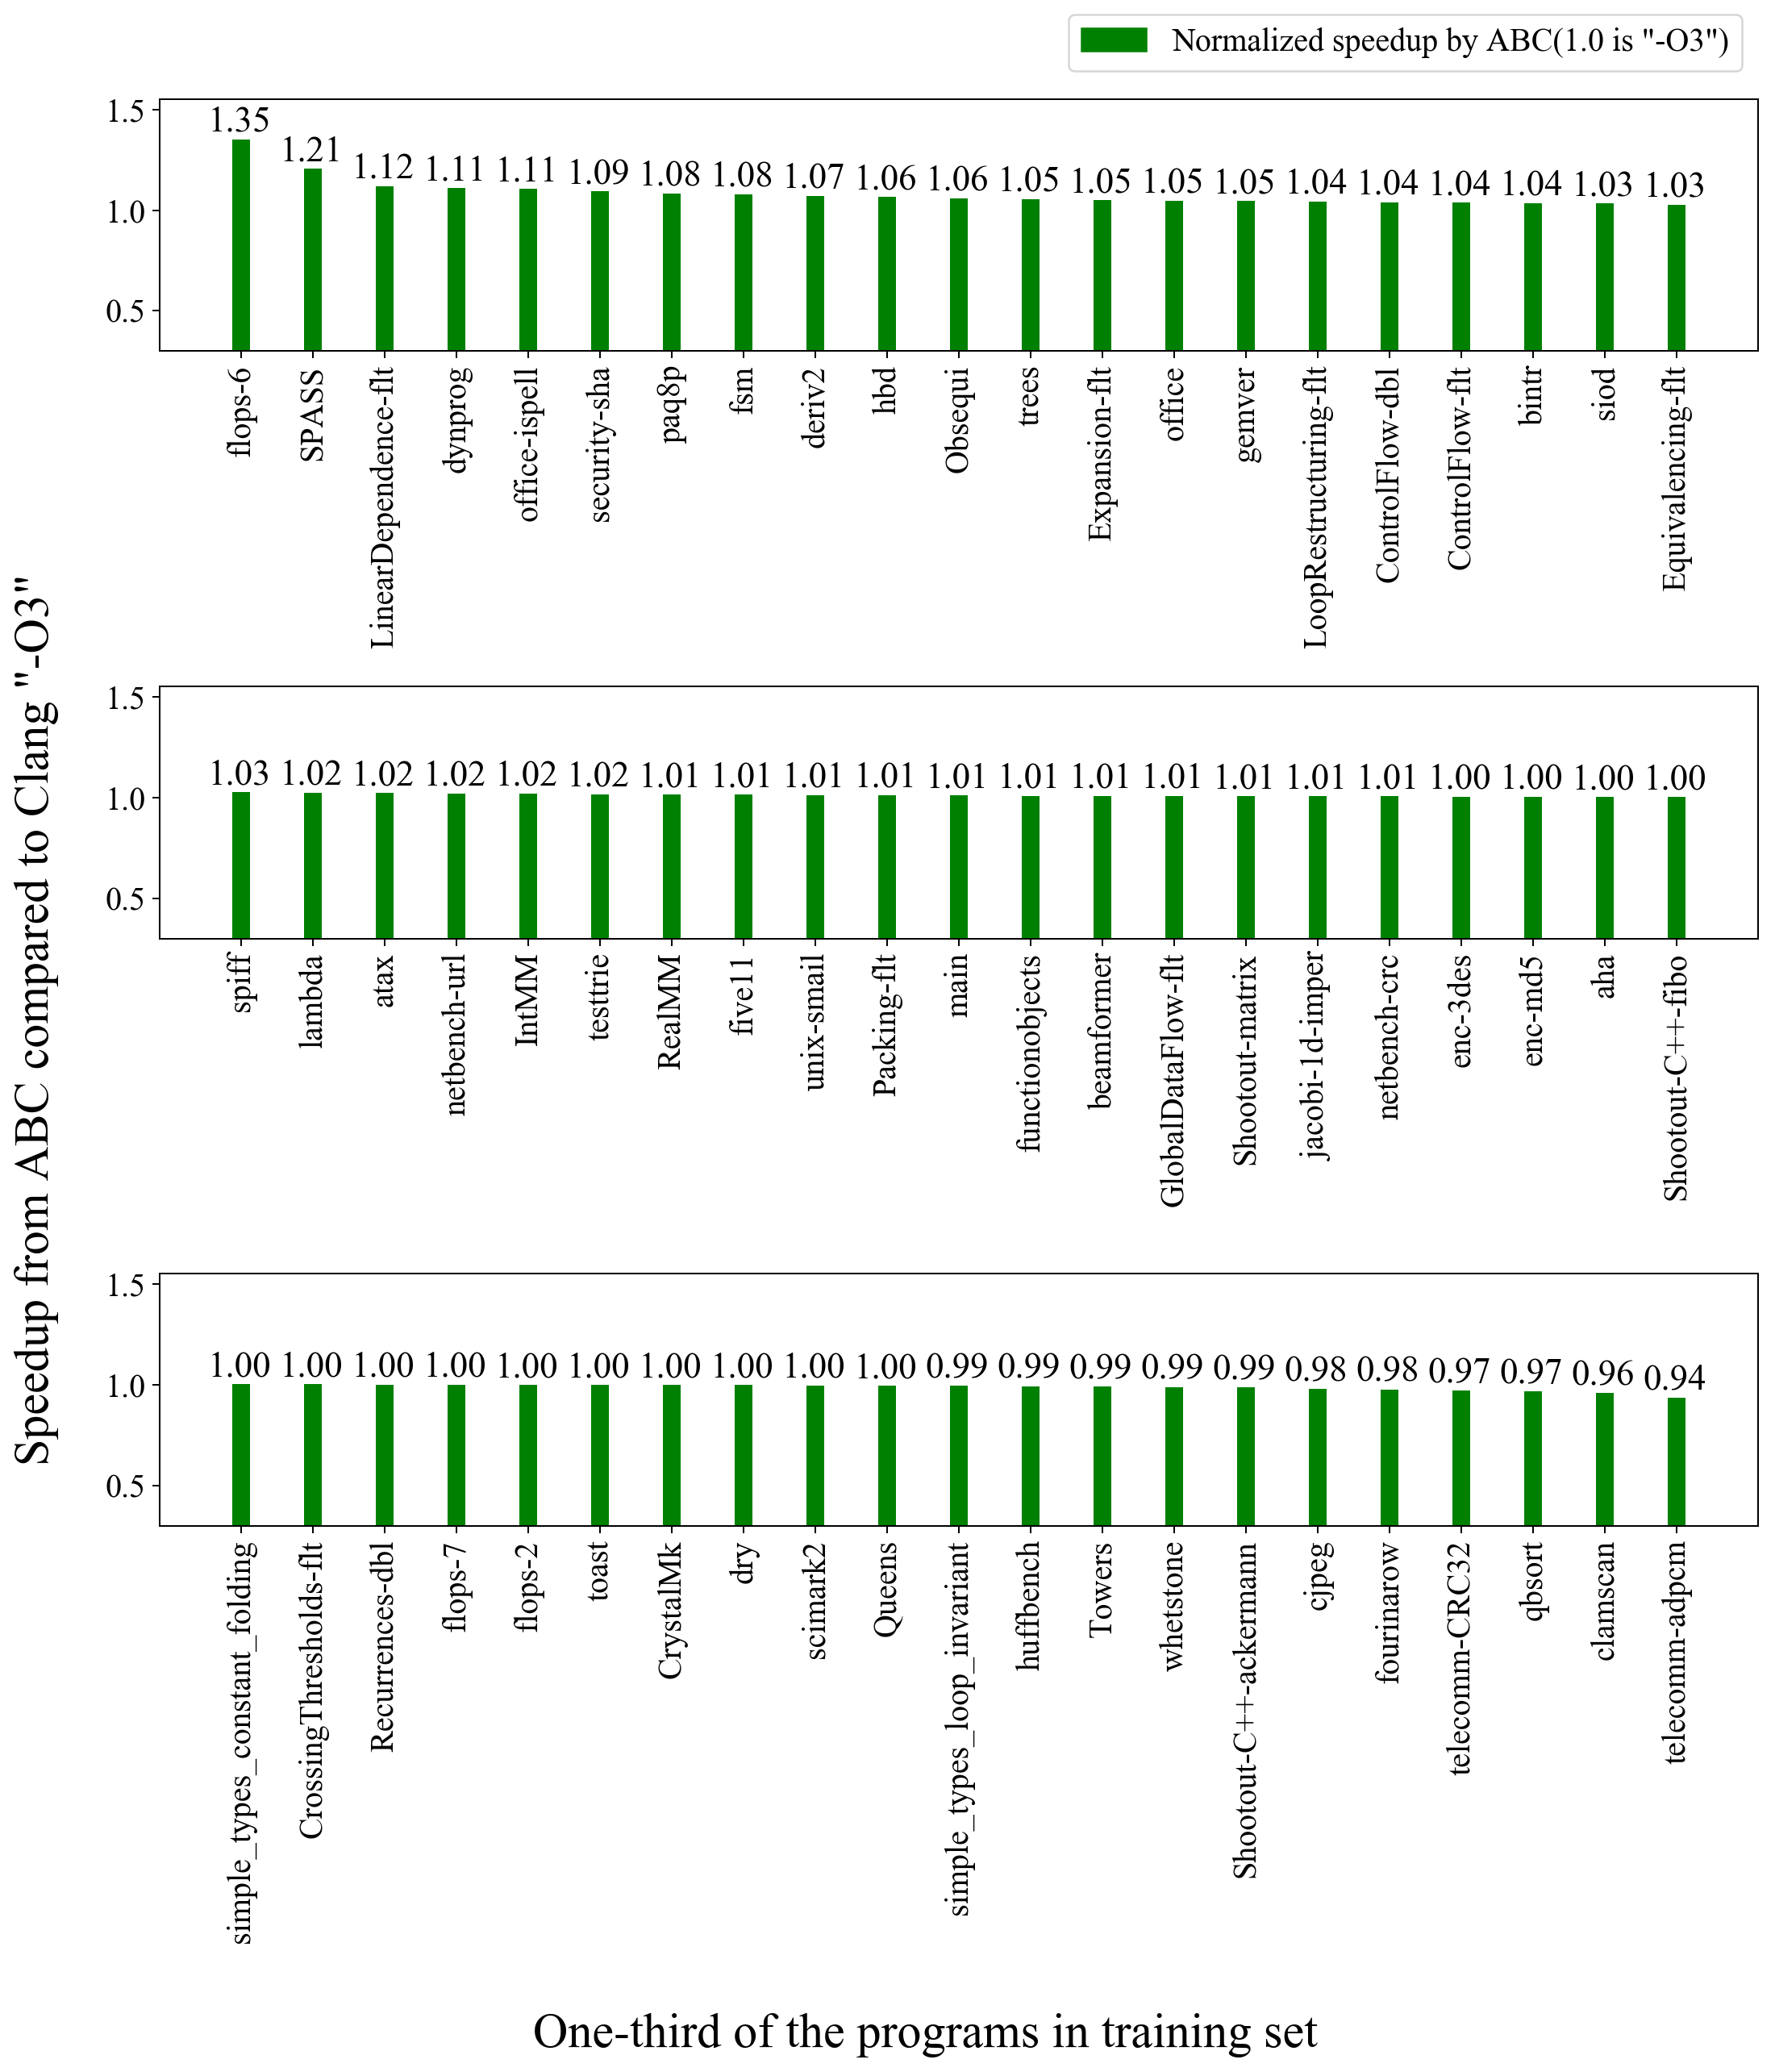 Normalized speedup by ABC(1.0 is "-O3")
Speedup from ABC compared to Clang "-O3"
1.5
1.0
0.5
1.35 1.21 1.12 1.11 1.11 1.09 1.08 1.08 1.07 1.06 1.06 1.05 1.05 1.05 1.05 1.04 1.04 1.04 1.04 1.03 1.03
flops-6
SPASS
LinearDependence-flt
dynprog
office-ispell
security-sha
paq8p
fsm
deriv2
hbd
Obsequi
trees
Expansion-flt
office
genver
LoopRestructuring-flt
ControlFlow-dbl
ControlFlow-flt
bintr
siod
Equivalencing-flt
1.5
1.0
0.5
1.03 1.02 1.02 1.02 1.02 1.02 1.01 1.01 1.01 1.01 1.01 1.01 1.01 1.01 1.01 1.01 1.01 1.00 1.00 1.00 1.00
spiff
lambda
atax
netbench-url
IntMM
testtrie
RealMM
five11
unix-smail
Packing-flt
main
functionobjects
beamformer
GlobalDataFlow-flt
Shootout-matrix
jacobi-1d-imper
netbench-crc
enc-3des
enc-md5
aha
Shootout-C++-fibo
1.5
1.0
0.5
1.00 1.00 1.00 1.00 1.00 1.00 1.00 1.00 1.00 1.00 0.99 0.99 0.99 0.99 0.99 0.98 0.98 0.97 0.97 0.96 0.94
simple_types_constant_folding
CrossingThresholds-flt
Recurrences-dbl
flops-7
flops-2
toast
CrystalMk
dry
scimark2
Queens
simple_types_loop_invariant
huffbench
Towers
whetstone
Shootout-C++-ackermann
cjpeg
fourinarow
telecomm-CRC32
qbsort
clamscan
telecomm-adpcm
One-third of the programs in training set